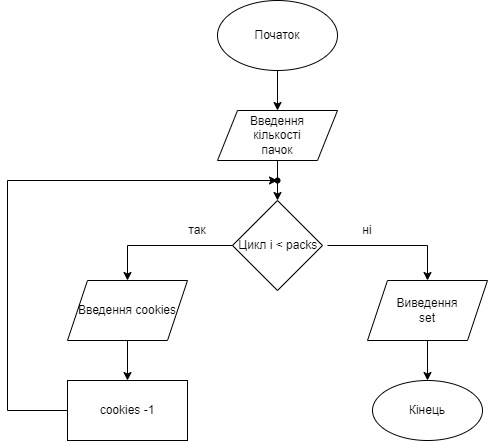 Початок
Введення
кількості
пачок
Цикл i < packs
так
ні
Введення cookies
Виведення
set
cookies -1
Кінець